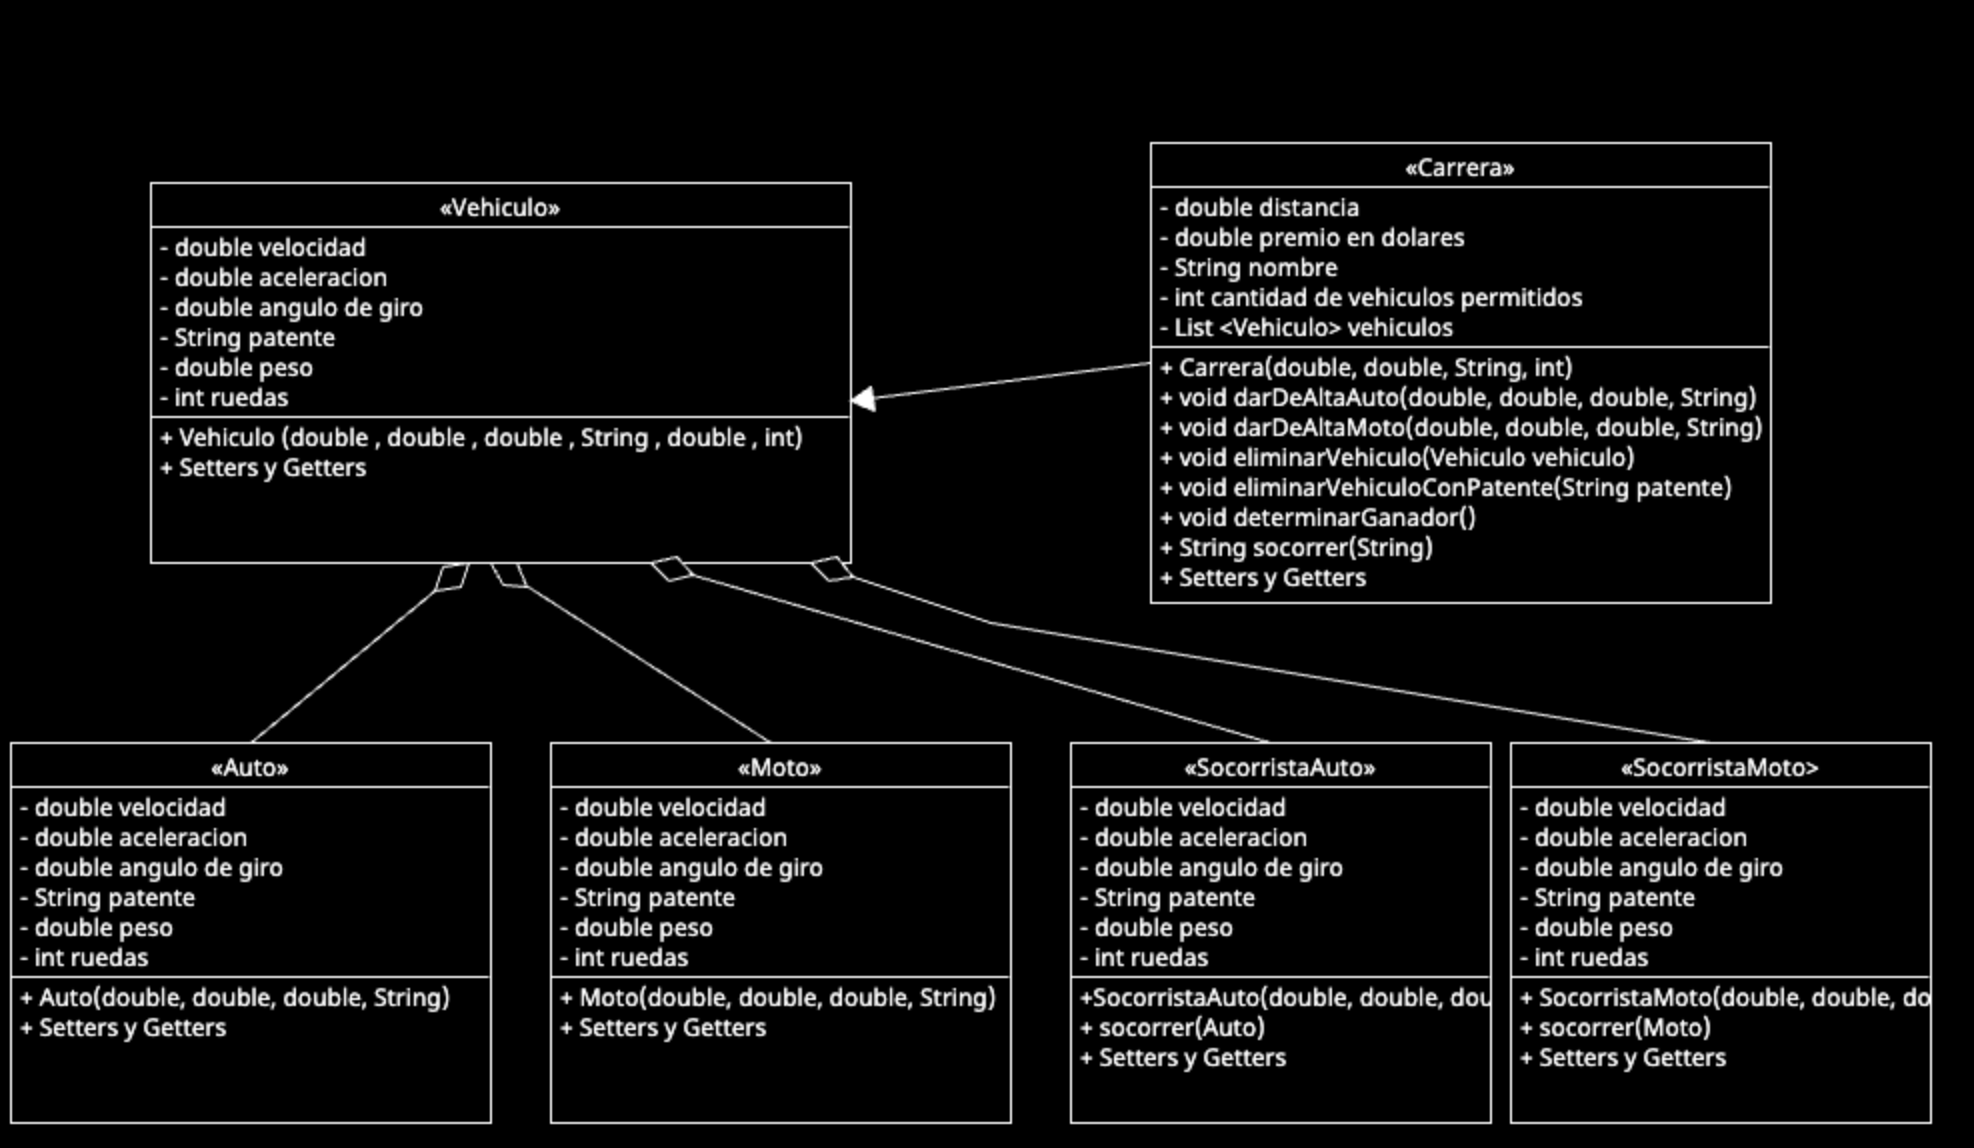 «Vehiculo»
- double velocidad
- double aceleracion
- double angulo de giro
- String patente
- double peso
- int ruedas
+ Vehiculo (double , double , double , String , double , int)
+ Setters y Getters
«Carrera»
- double distancia
- double premio en dolares
- String nombre
- int cantidad de vehiculos permitidos
- List <Vehiculo> vehiculos
+ Carrera(double, double, String, int)
+ void darDeAltaAuto(double, double, double, String)
+ void darDeAltaMoto(double, double, double, String)
+ void eliminarVehiculo(Vehiculo vehiculo)
+ void eliminarVehiculoConPatente(String patente)
+ void determinarGanador()
+ String socorrer(String)
+ Setters y Getters
«Auto»
- double velocidad
- double aceleracion
- double angulo de giro
- String patente
- double peso
- int ruedas
+ Auto(double, double, double, String)
+ Setters y Getters
«Moto»
- double velocidad
- double aceleracion
- double angulo de giro
- String patente
- double peso
- int ruedas
+ Moto(double, double, double, String)
+ Setters y Getters
«SocorristaAuto»
- double velocidad
- double aceleracion
- double angulo de giro
- String patente
- double peso
- int ruedas
+SocorristaAuto(double, double, dou
+ socorrer(Auto)
+ Setters y Getters
«SocorristaMoto>
- double velocidad
- double aceleracion
- double angulo de giro
- String patente
- double peso
- int ruedas
+ SocorristaMoto(double, double, do
+ socorrer(Moto)
+ Setters y Getters